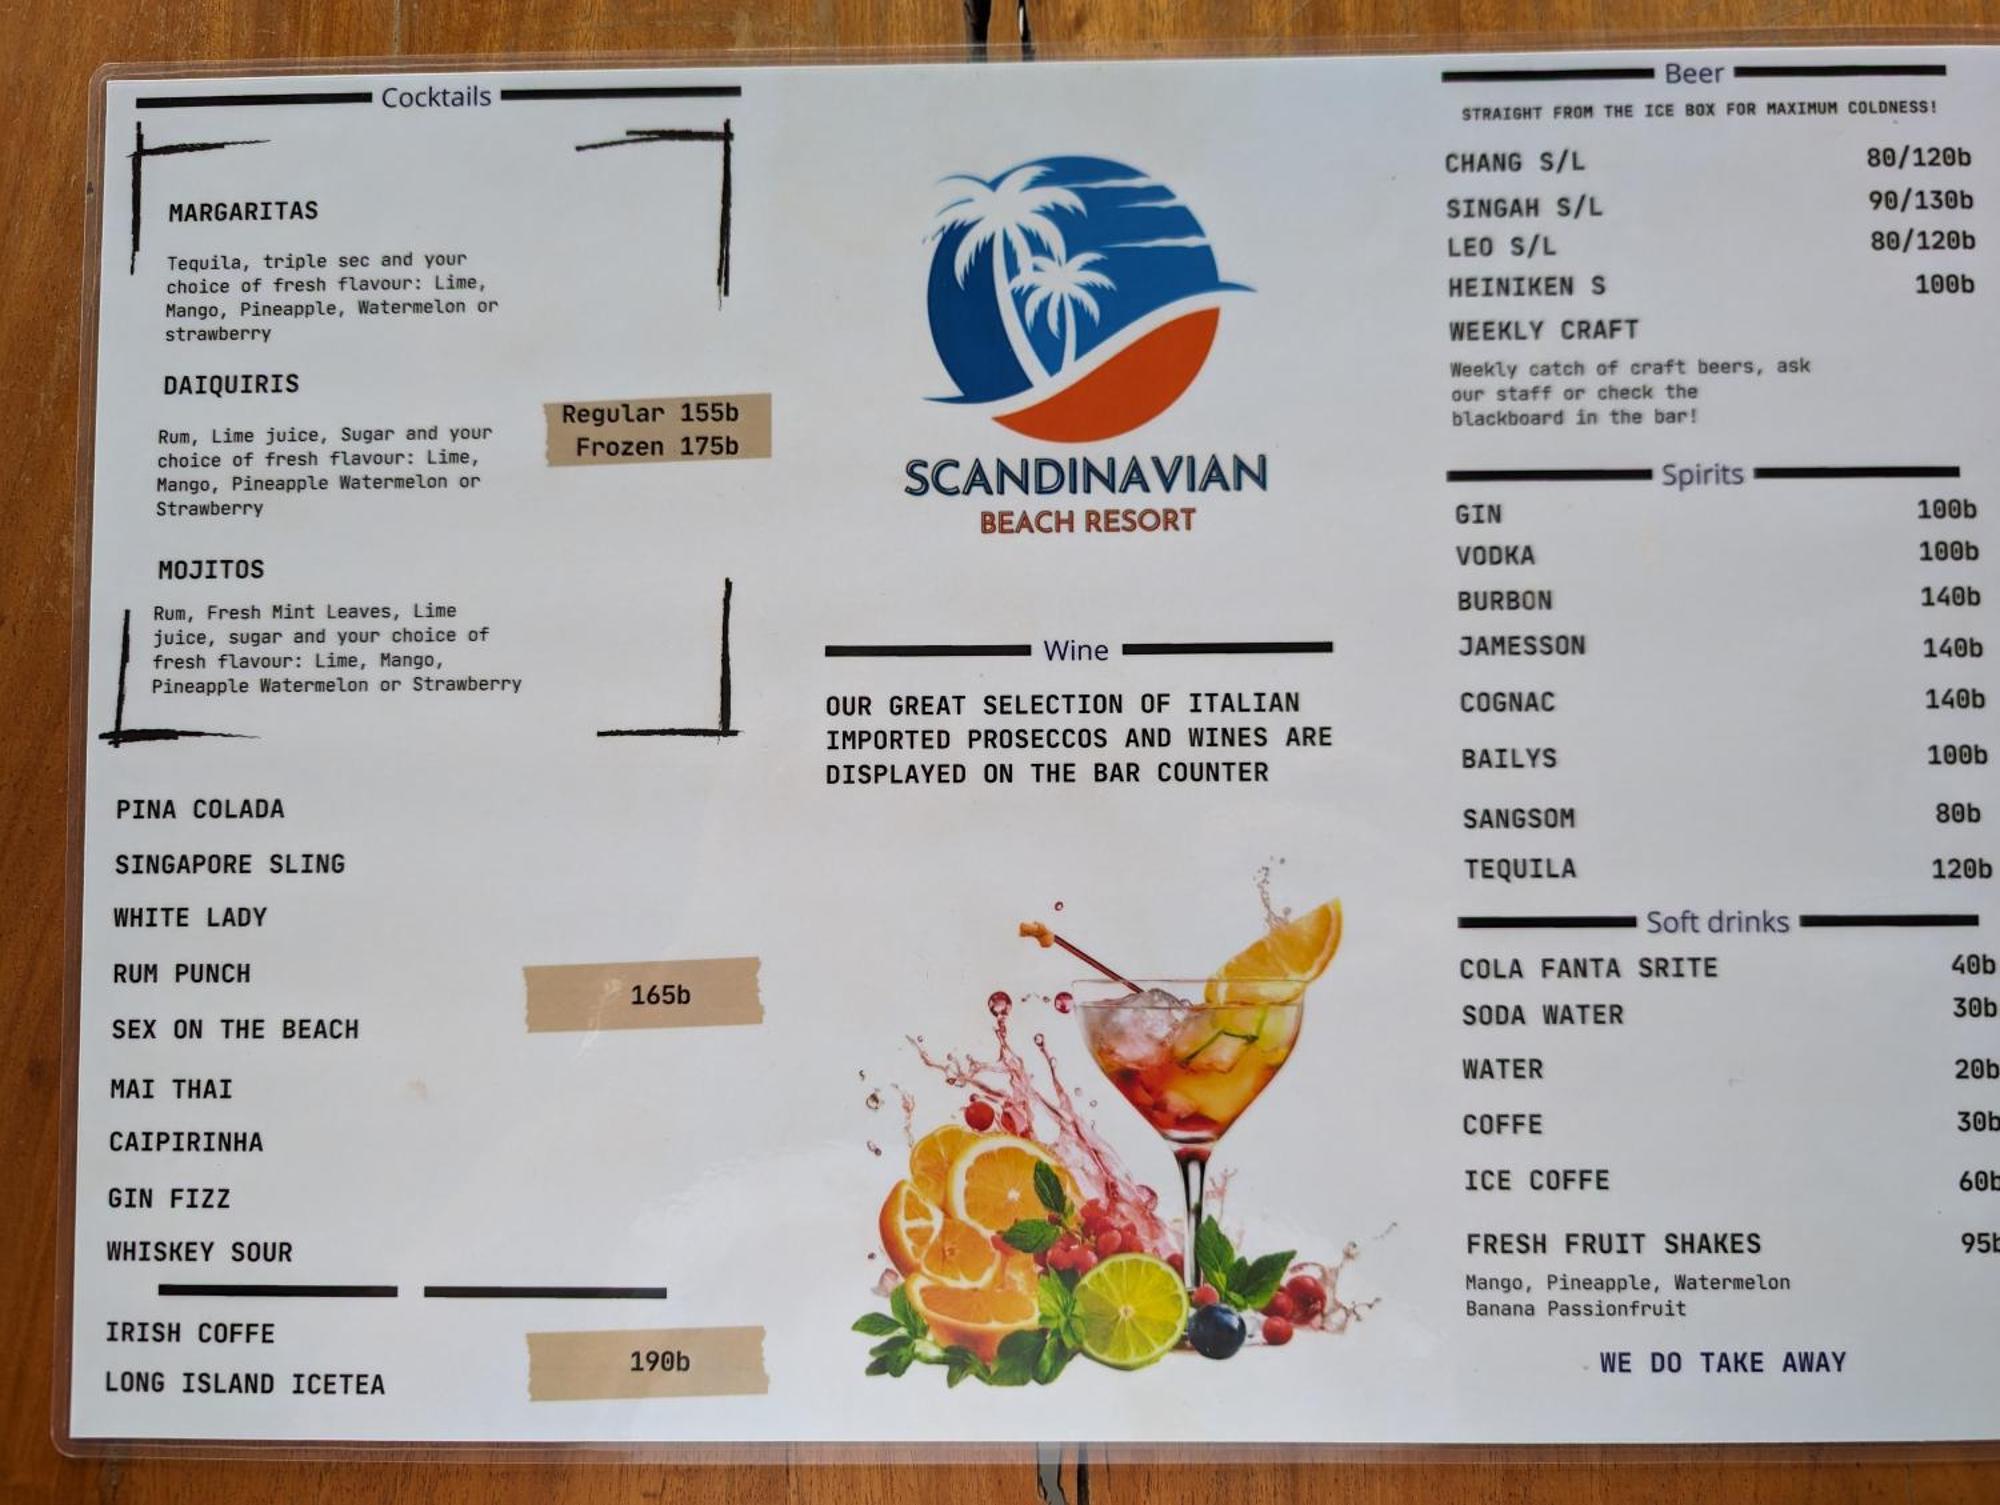 Cocktails
MARGARITAS
Tequila, triple sec and your
choice of fresh flavour: Lime,
Mango, Pineapple, Watermelon or
strawberry
DAIQUIRIS
Rum, Lime juice, Sugar and your
choice of fresh flavour: Lime,
Mango, Pineapple Watermelon or
Strawberry
Regular 155b
Frozen 175b
MOJITOS
Rum, Fresh Mint Leaves, Lime
juice, sugar and your choice of
fresh flavour: Lime, Mango,
Pineapple Watermelon or Strawberry
PINA COLADA
SINGAPORE SLING
WHITE LADY
RUM PUNCH
165b
SEX ON THE BEACH
MAI THAI
CAIPIRINHA
GIN FIZZ
WHISKEY SOUR
IRISH COFFE
190b
LONG ISLAND ICETEA
SCANDINAVIAN
BEACH RESORT
Wine
OUR GREAT SELECTION OF ITALIAN
IMPORTED PROSECCOS AND WINES ARE
DISPLAYED ON THE BAR COUNTER
Beer
STRAIGHT FROM THE ICE BOX FOR MAXIMUM COLDNESS!
CHANG S/L 80/120b
SINGAH S/L 90/130b
LEO S/L 80/120b
HEINIKEN S 100b
WEEKLY CRAFT
Weekly catch of craft beers, ask
our staff or check the
blackboard in the bar!
Spirits
GIN 100b
VODKA 100b
BURBON 140b
JAMESSON 140b
COGNAC 140b
BAILYS 100b
SANGSOM 80b
TEQUILA 120b
Soft drinks
COLA FANTA SRITE 40b
SODA WATER 30b
WATER 20b
COFFE 30b
ICE COFFE 60b
FRESH FRUIT SHAKES 95b
Mango, Pineapple, Watermelon
Banana Passionfruit
WE DO TAKE AWAY